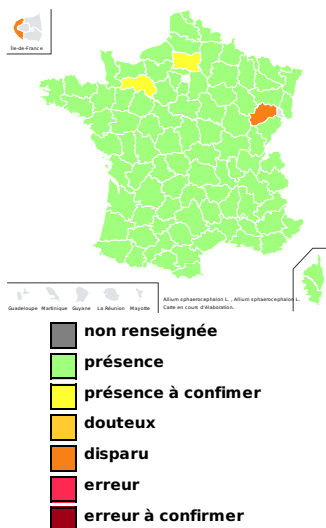 Île-de-France
Guadeloupe Martinique Guyane La Réunion Mayotte
Allium sphaerocephalon L. , Allium sphaerocephalon L.
Carte en cours d'élaboration.
non renseignée
présence
présence à confimer
douteux
disparu
erreur
erreur à confirmer